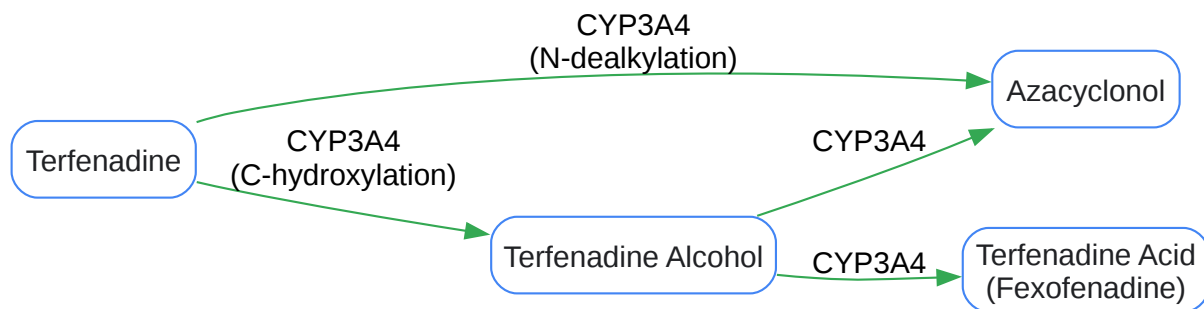 CYP3A4
(N-dealkylation)
Azacyclonol
CYP3A4
(C-hydroxylation)
CYP3A4
Terfenadine
Terfenadine Alcohol
CYP3A4
Terfenadine Acid
(Fexofenadine)